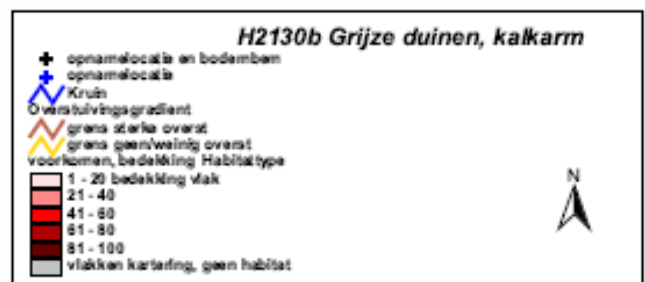 H2130b Grijze duinen, kalkarm
opnamelocatie en bodembem
opnamelocatie
Kruin
Overstuivingsgradient
grens sterke overst
grens geen/weinig overst
voorkomen, bedekking Habitattype
1 - 20 bedekking vlak
21 - 40
41 - 60
61 - 80
81 - 100
vlakken kartering, geen habitat
N